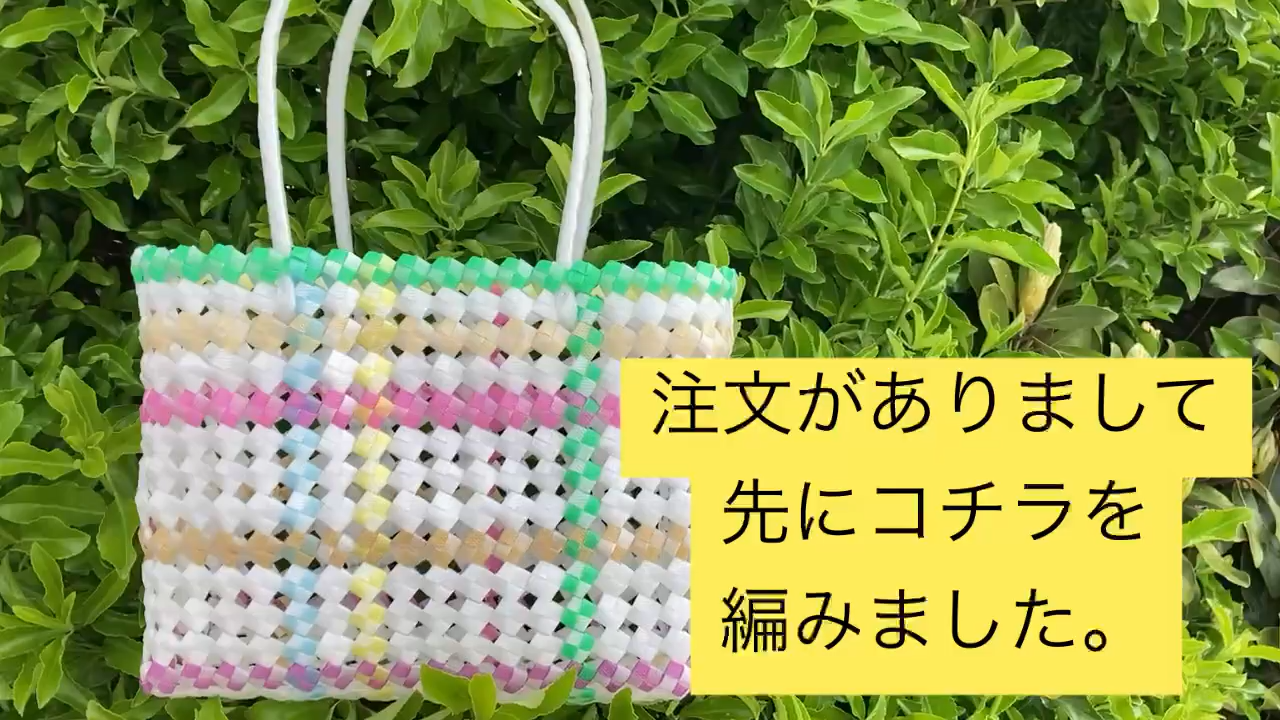 注文がありまして
先にコチラを
編みました。